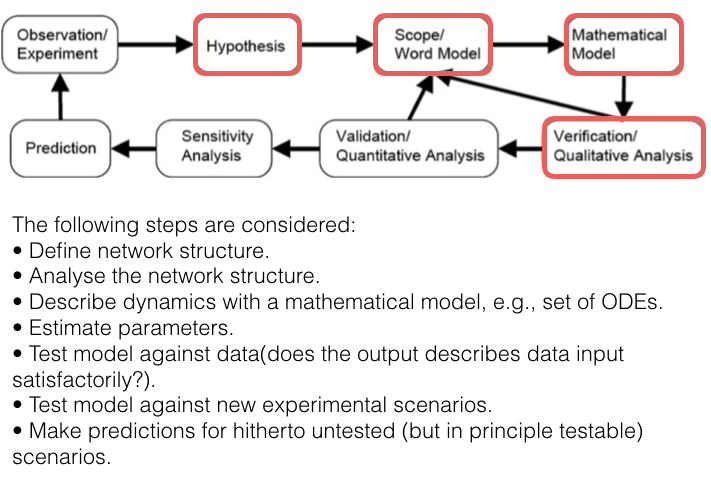 Observation/
Experiment
Hypothesis
Scope/
Word Model
Mathematical
Model
Prediction
Sensitivity
Analysis
Validation/
Quantitative Analysis
Verification/
Qualitative Analysis
The following steps are considered:
• Define network structure.
• Analyse the network structure.
• Describe dynamics with a mathematical model, e.g., set of ODEs.
• Estimate parameters.
• Test model against data(does the output describes data input
satisfactorily?).
• Test model against new experimental scenarios.
• Make predictions for hitherto untested (but in principle testable)
scenarios.